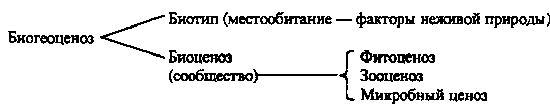 Биотип (местообитание — факторы неживой природы)
Биогеоценоз
Биоценоз
(сообщество)
Фитоценоз
Зооценоз
Микробный ценоз